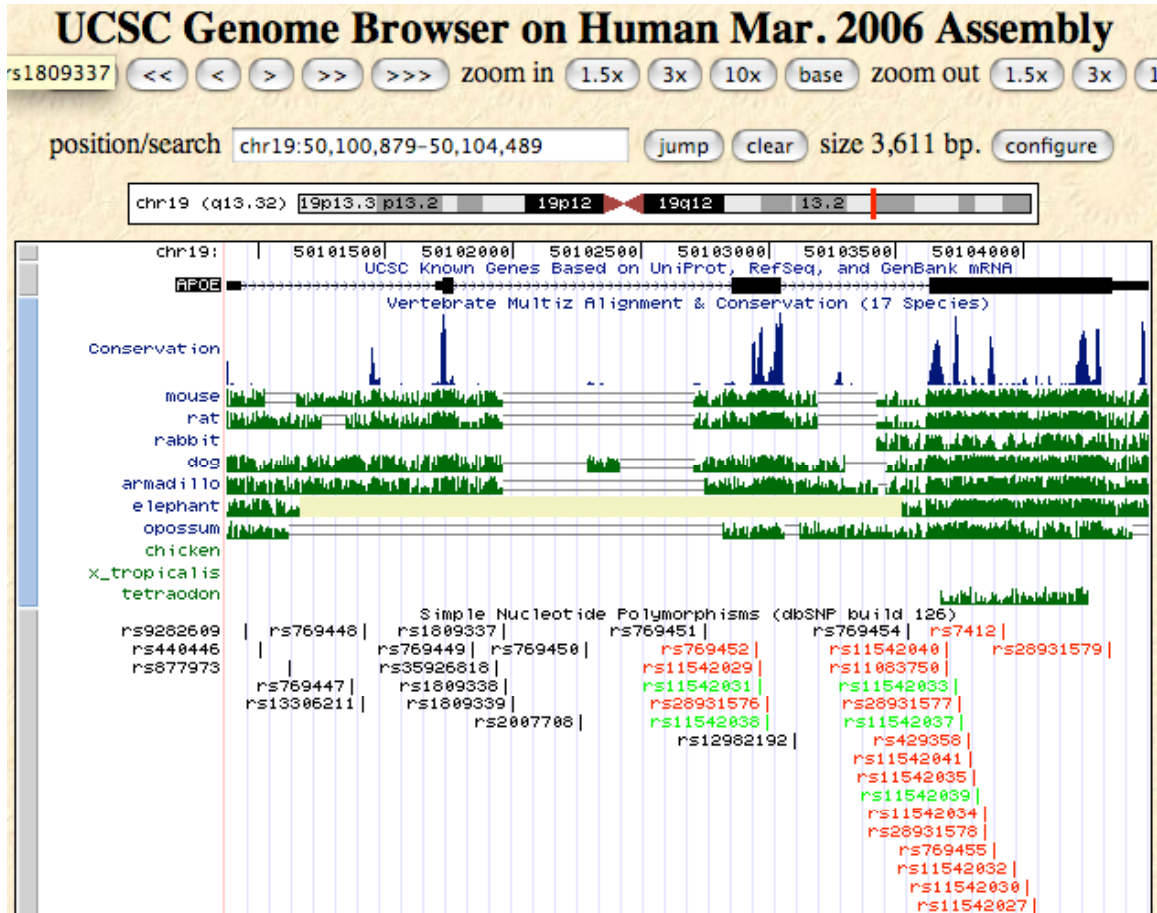 UCSC Genome Browser on Human Mar. 2006 Assembly
rs1809337 << < > >> >>> zoom in 1.5x 3x 10x base zoom out 1.5x 3x
position/search chr19:50,100,879-50,104,489 jump clear size 3,611 bp. configure
chr19 (q13.32) 19p13.3 p13.2 19p12 19q12 13.2
chr19: | 50101500| 50102000| 50102500| 50103000| 50103500| 50104000|
UCSC Known Genes Based on UniProt, RefSeq, and GenBank mRNA
APOE
Vertebrate Multiz Alignment & Conservation (17 Species)
Conservation
mouse
rat
rabbit
dog
armadillo
elephant
opossum
chicken
x_tropicalis
tetraodon
Simple Nucleotide Polymorphisms (dbSNP build 126)
rs9282609 rs769448 rs1809337 rs769451 rs769454 rs7412
rs440446 rs769449 rs769450 rs769452 rs11542040 rs28931579
rs877973 rs35926818 rs11542029 rs11083750
rs769447 rs1809338 rs11542031 rs11542033
rs13306211 rs1809339 rs28931576 rs28931577
rs2007708 rs11542038 rs11542037
rs12982192 rs429358
rs11542041
rs11542035
rs11542039
rs11542034
rs28931578
rs769455
rs11542032
rs11542030
rs11542027